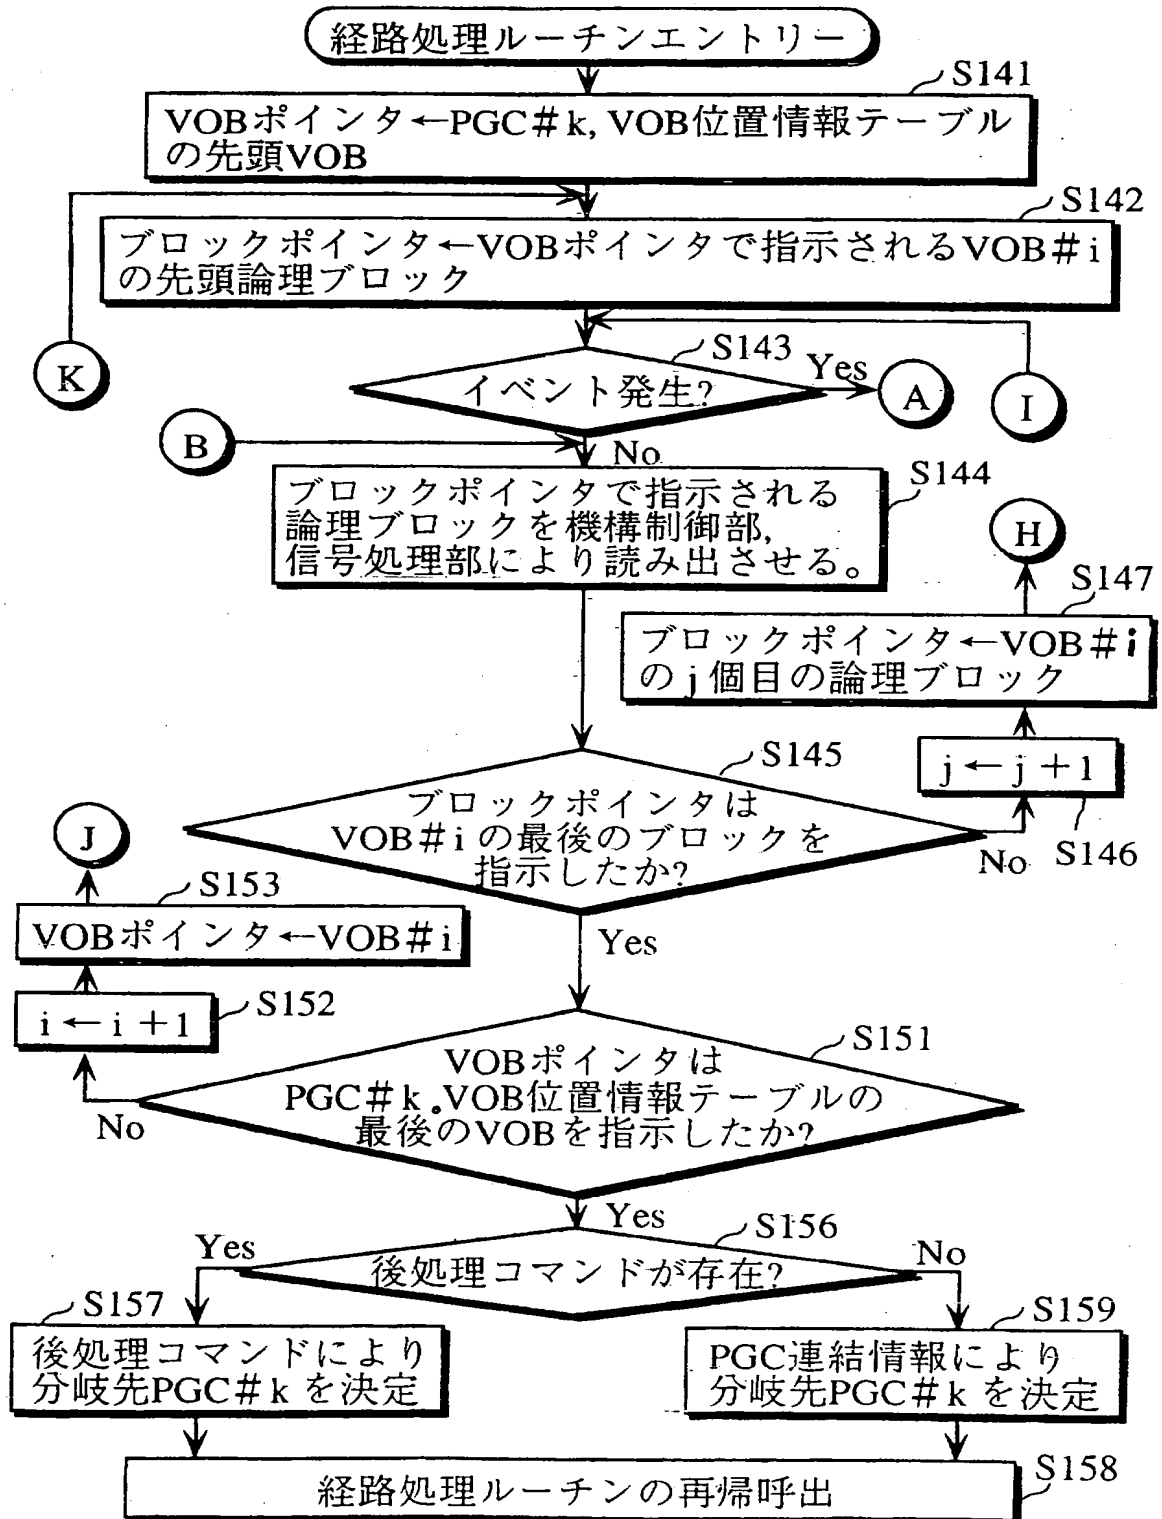 経路処理ルーチンエントリー
S141
VOBポインタ←PGC#k, VOB位置情報テーブル
の先頭VOB
S142
ブロックポインタ←VOBポインタで指示されるVOB#i
の先頭論理ブロック
K
S143
イベント発生?
Yes
A
I
B
No
S144
ブロックポインタで指示される
論理ブロックを機構制御部,
信号処理部により読み出させる。
H
S147
ブロックポインタ←VOB#i
のj個目の論理ブロック
j←j+1
S146
S145
ブロックポインタは
VOB#iの最後のブロックを
指示したか?
No
Yes
J
S153
VOBポインタ←VOB#i
S152
i←i+1
S151
VOBポインタは
PGC#k.VOB位置情報テーブルの
最後のVOBを指示したか?
No
Yes
S156
後処理コマンドが存在?
Yes
No
S157
後処理コマンドにより
分岐先PGC#kを決定
S159
PGC連結情報により
分岐先PGC#kを決定
S158
経路処理ルーチンの再帰呼出